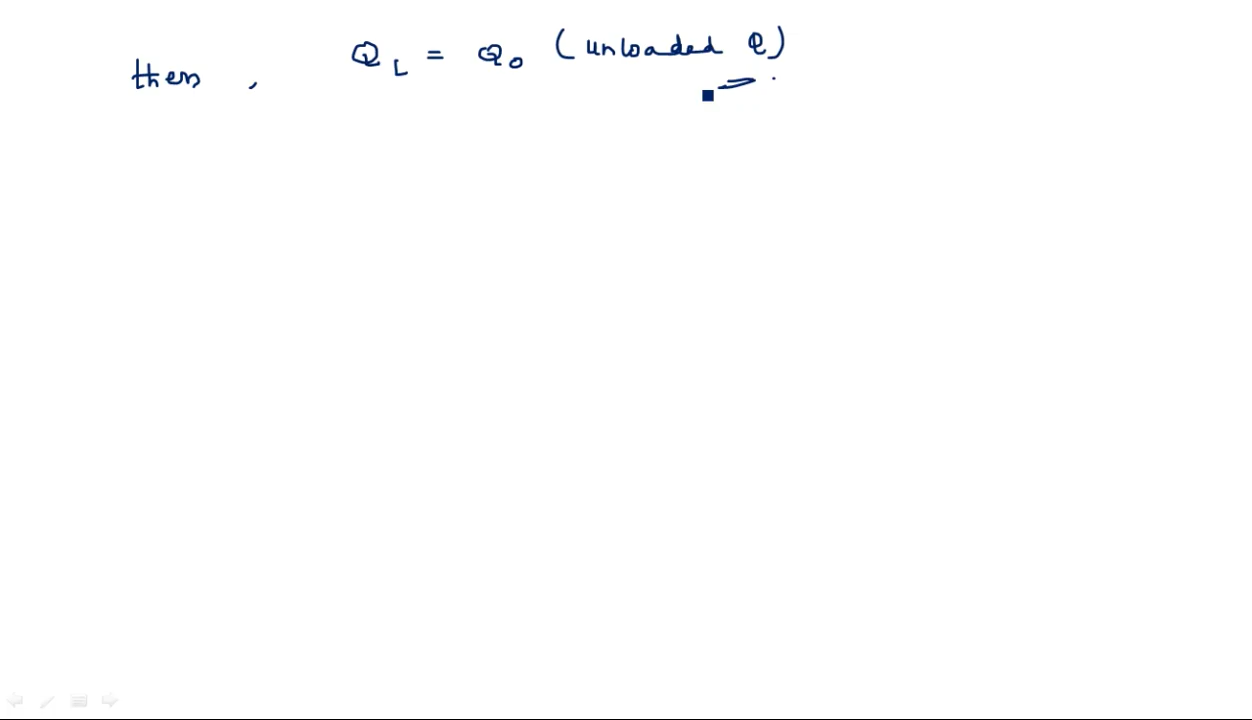 then , Q_L = Q_0 (unloaded Q)